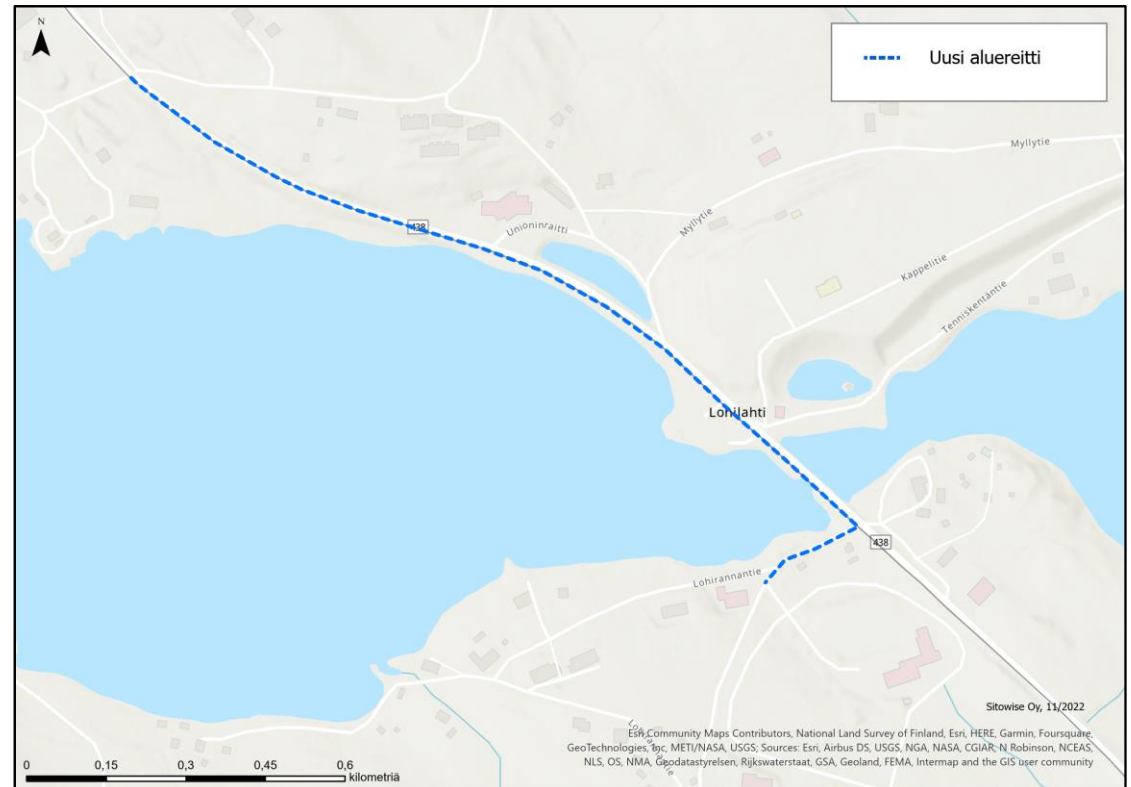 N
Uusi aluereitti
Myllytie
438
Unioninraitti
Myllytie
Kappelitie
Tenniskentäntie
Lohilahti
438
Lohirannantie
Sitowise Oy, 11/2022
Esri Community Maps Contributors, National Land Survey of Finland, Esri, HERE, Garmin, Foursquare,
GeoTechnologies, Inc, METI/NASA, USGS; Sources: Esri, Airbus DS, USGS, NGA, NASA, CGIAR, N Robinson, NCEAS,
NLS, OS, NMA, Geodatastyrelsen, Rijkswaterstaat, GSA, Geoland, FEMA, Intermap and the GIS user community
0 0,15 0,3 0,45 0,6
kilometriä